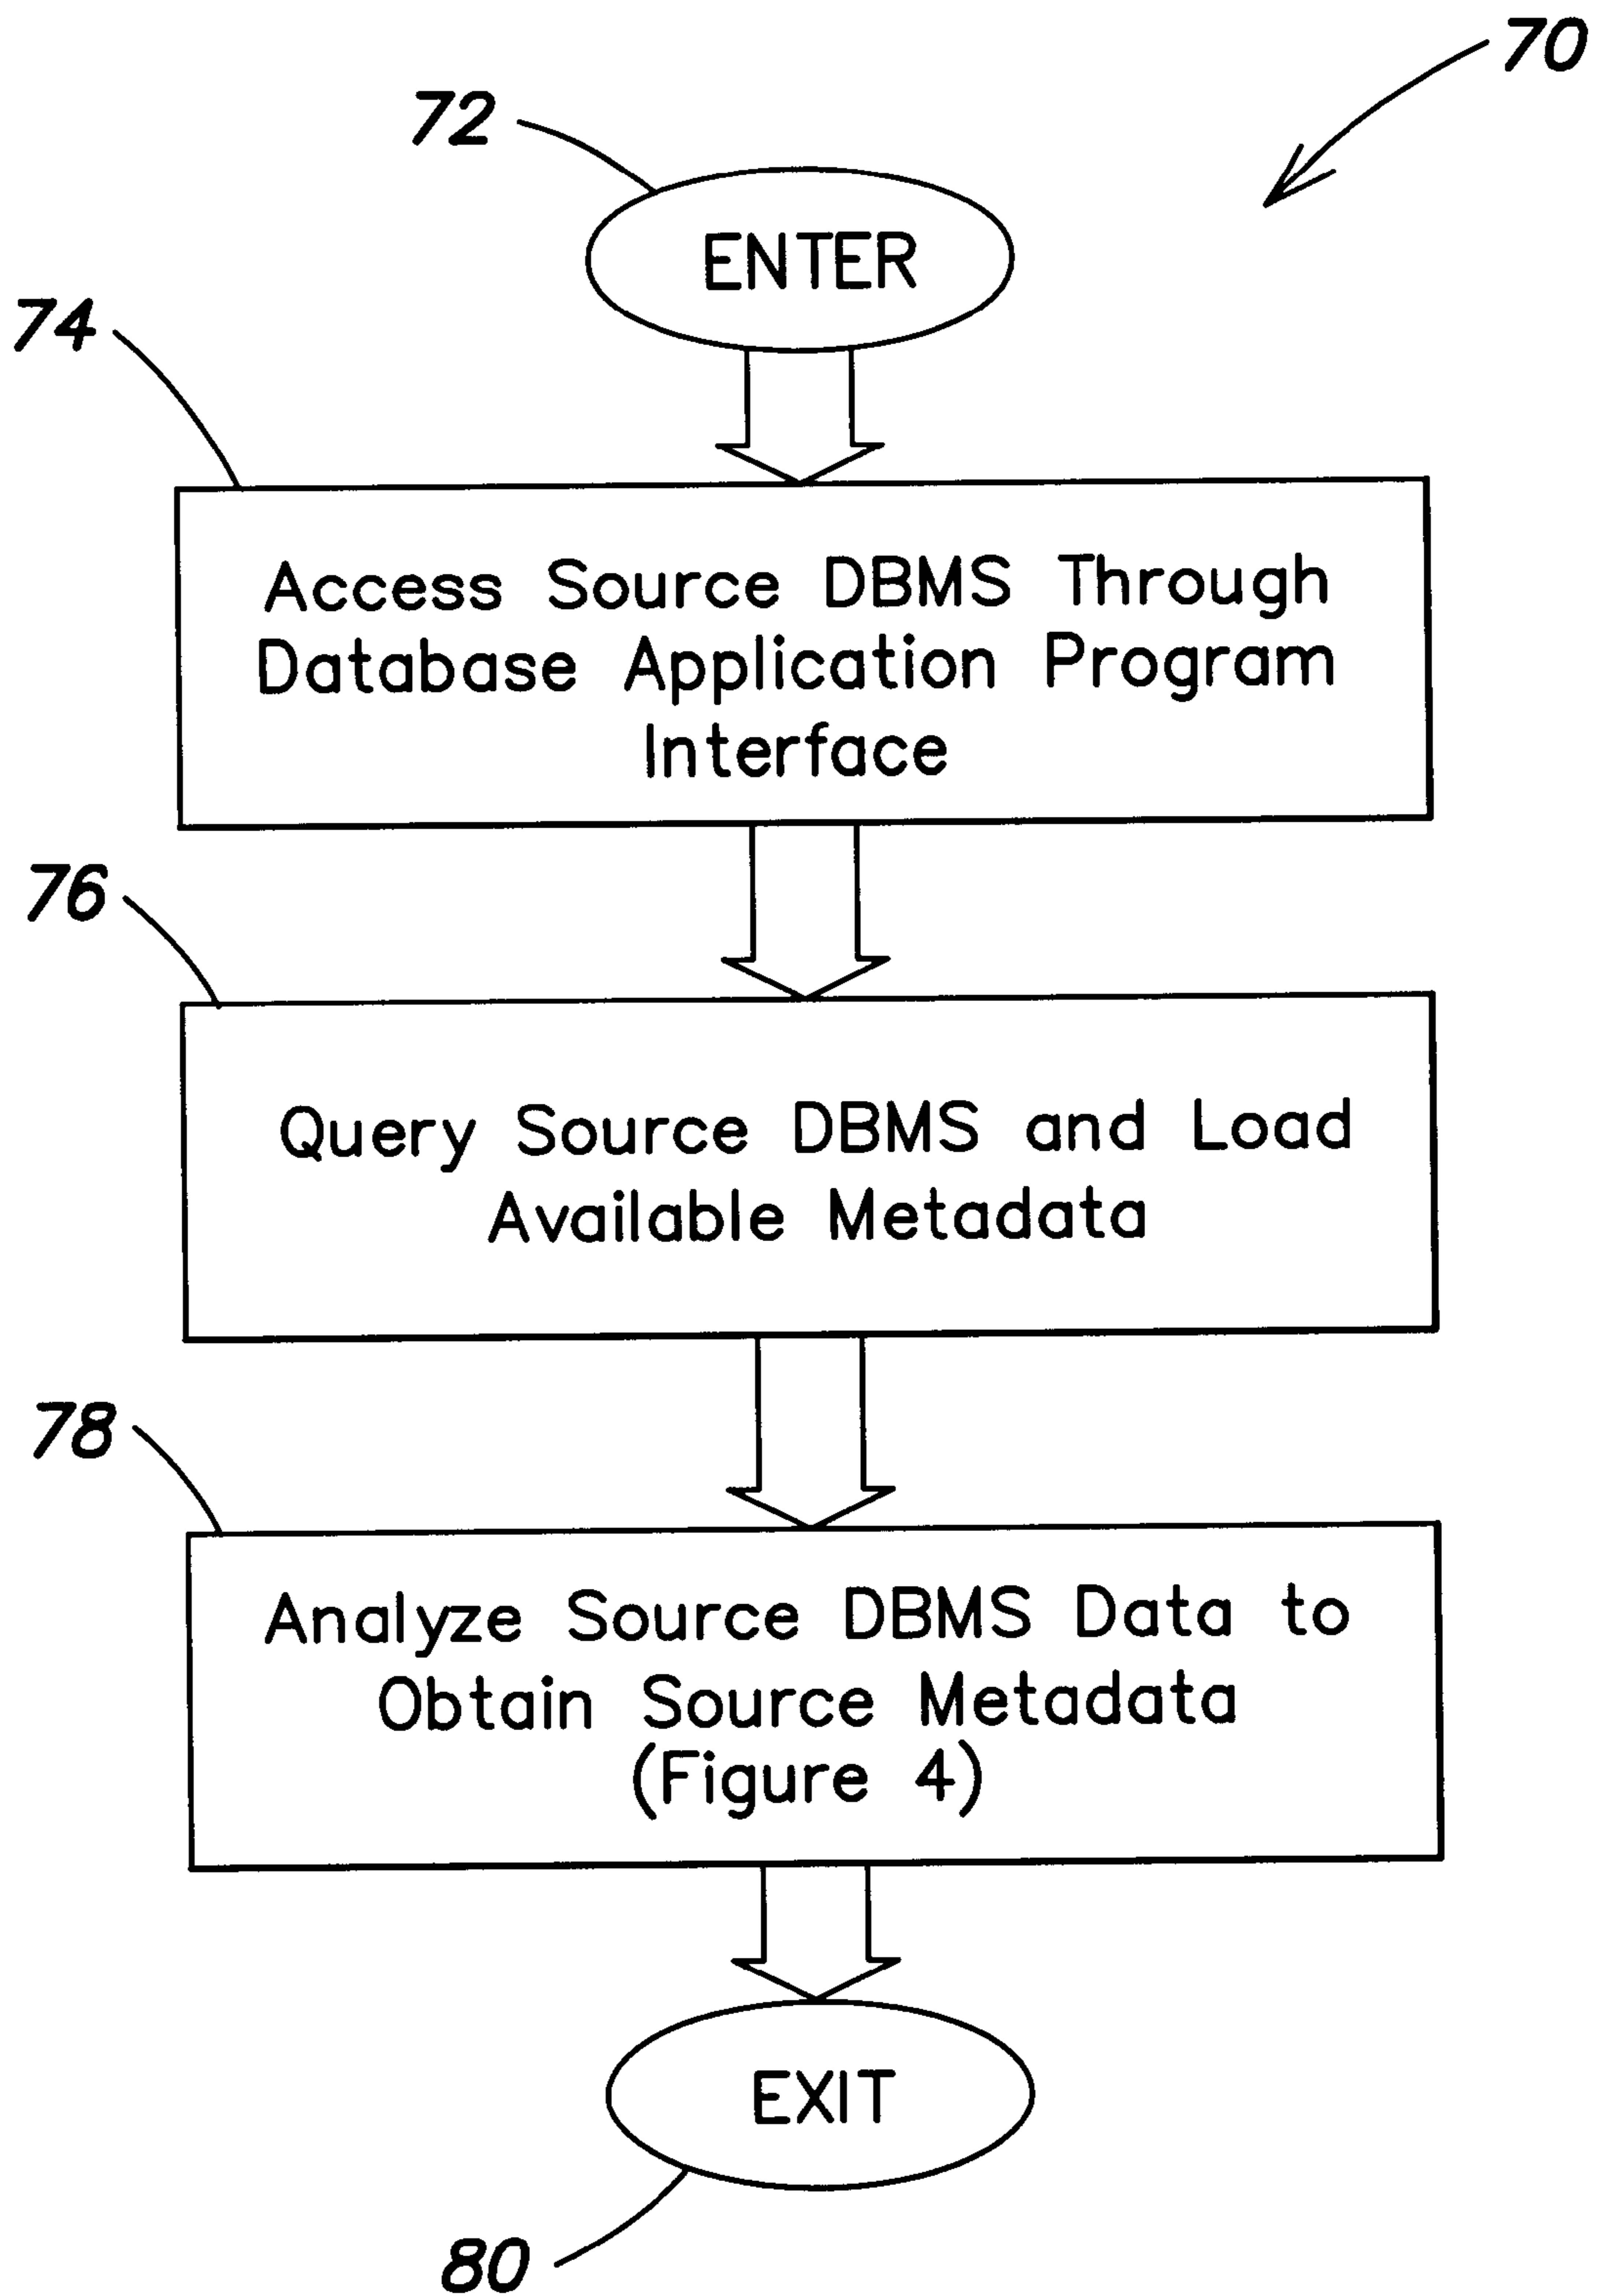 70
72
ENTER
74
Access Source DBMS Through
Database Application Program
Interface
76
Query Source DBMS and Load
Available Metadata
78
Analyze Source DBMS Data to
Obtain Source Metadata
(Figure 4)
EXIT
80